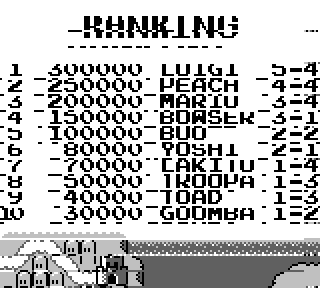 RANKING
1 300000 LUIGI 5-4
2 250000 PEACH 4-4
3 200000 MARIO 3-4
4 150000 BOWSER 3-1
5 100000 BOO 2-2
6 80000 YOSHI 2-1
7 70000 LAKITU 1-4
8 50000 TROOPA 1-3
9 40000 TOAD 1-3
10 30000 GOOMBA 1-2